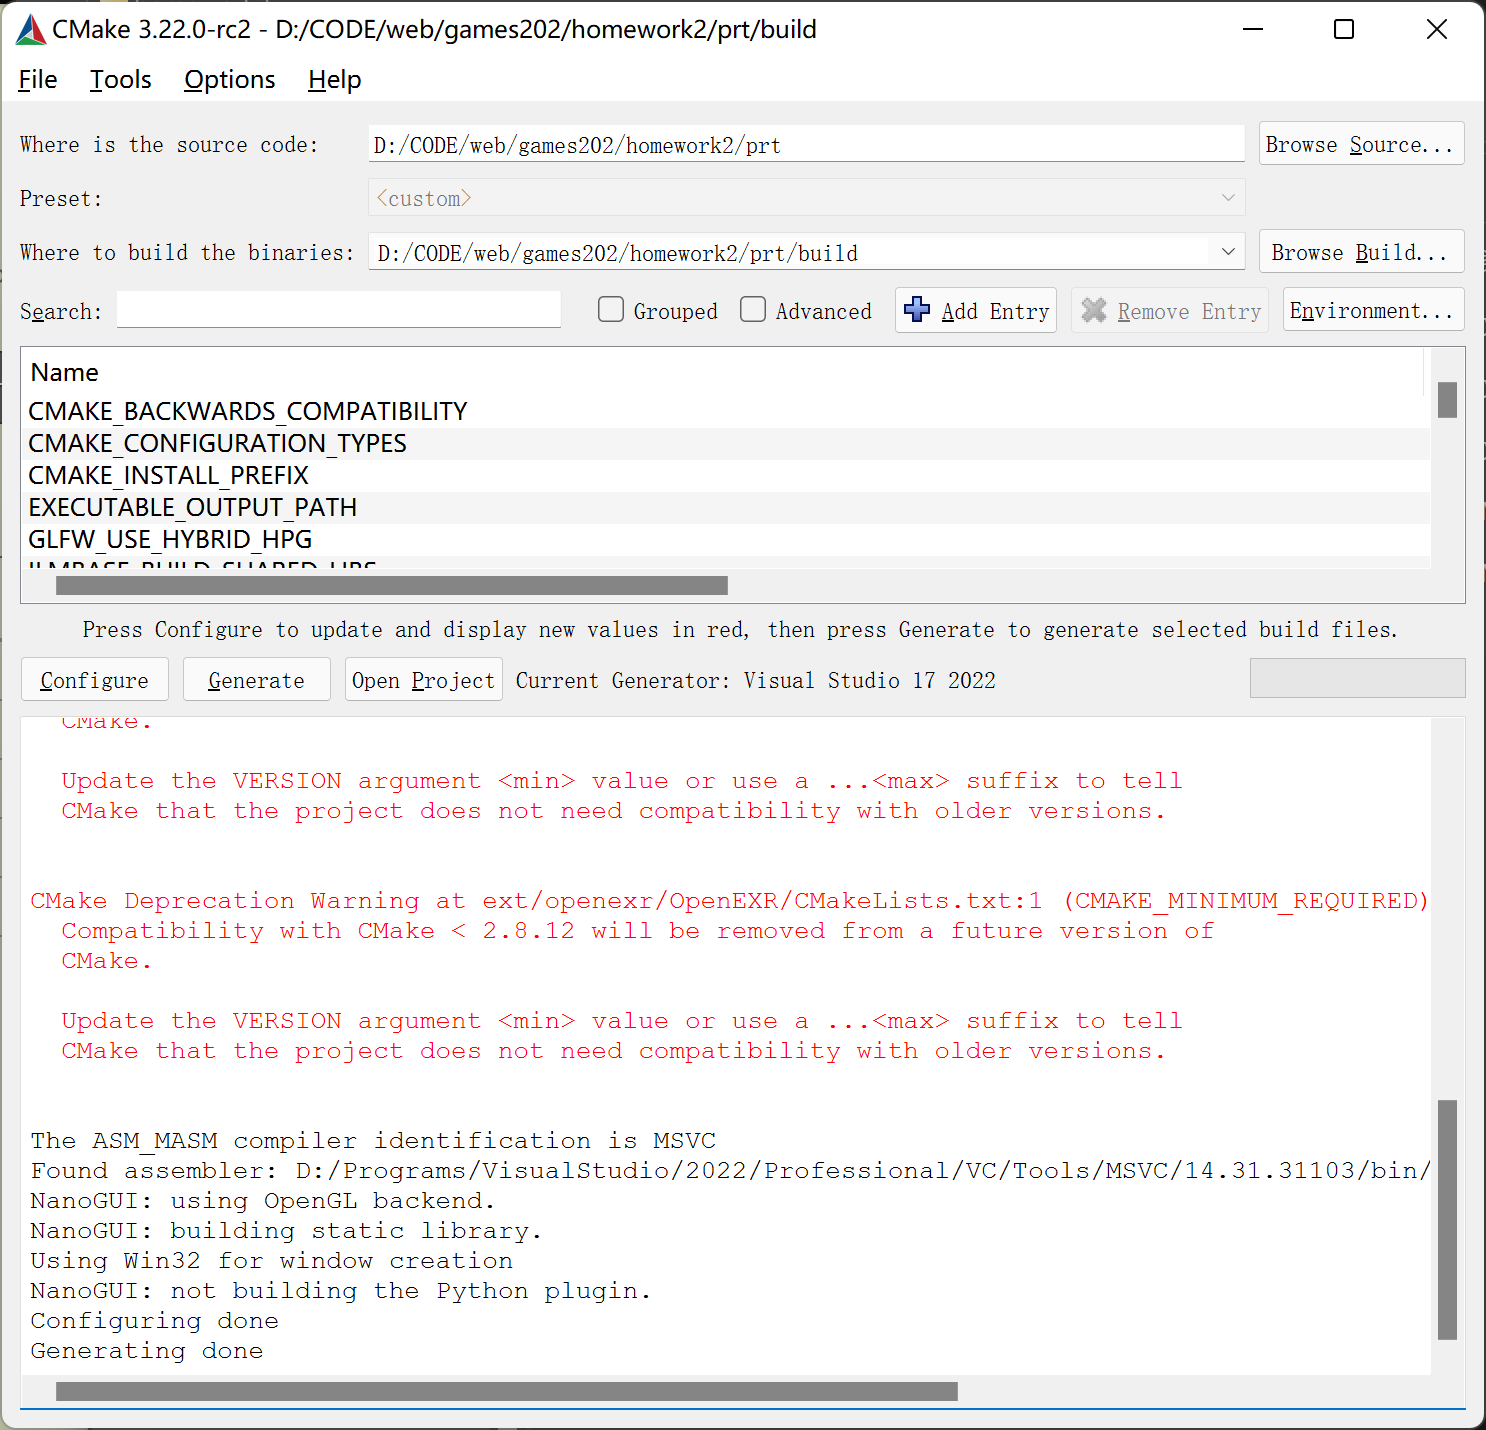 CMake 3.22.0-rc2 - D:/CODE/web/games202/homework2/prt/build
File Tools Options Help
Where is the source code: D:/CODE/web/games202/homework2/prt Browse Source...
Preset: <custom>
Where to build the binaries: D:/CODE/web/games202/homework2/prt/build Browse Build...
Search: Grouped Advanced Add Entry Remove Entry Environment...
Name
CMAKE_BACKWARDS_COMPATIBILITY
CMAKE_CONFIGURATION_TYPES
CMAKE_INSTALL_PREFIX
EXECUTABLE_OUTPUT_PATH
GLFW_USE_HYBRID_HPG
Press Configure to update and display new values in red, then press Generate to generate selected build files.
Configure Generate Open Project Current Generator: Visual Studio 17 2022
CMake.
Update the VERSION argument <min> value or use a ...<max> suffix to tell
CMake that the project does not need compatibility with older versions.
CMake Deprecation Warning at ext/openexr/OpenEXR/CMakeLists.txt:1 (CMAKE_MINIMUM_REQUIRED)
Compatibility with CMake < 2.8.12 will be removed from a future version of
CMake.
Update the VERSION argument <min> value or use a ...<max> suffix to tell
CMake that the project does not need compatibility with older versions.
The ASM_MASM compiler identification is MSVC
Found assembler: D:/Programs/VisualStudio/2022/Professional/VC/Tools/MSVC/14.31.31103/bin/
NanoGUI: using OpenGL backend.
NanoGUI: building static library.
Using Win32 for window creation
NanoGUI: not building the Python plugin.
Configuring done
Generating done